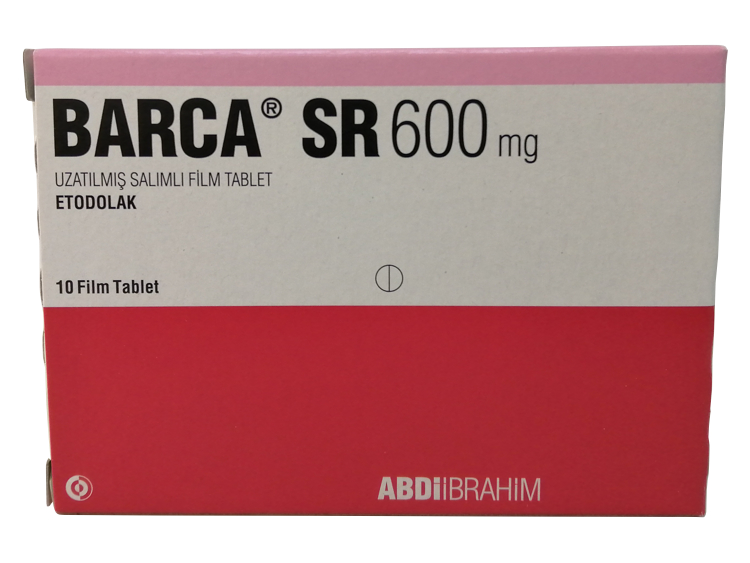 BARCA® SR 600 mg
UZATILMIŞ SALIMLI FİLM TABLET
ETODOLAK
10 Film Tablet
ABDİİBRAHİM